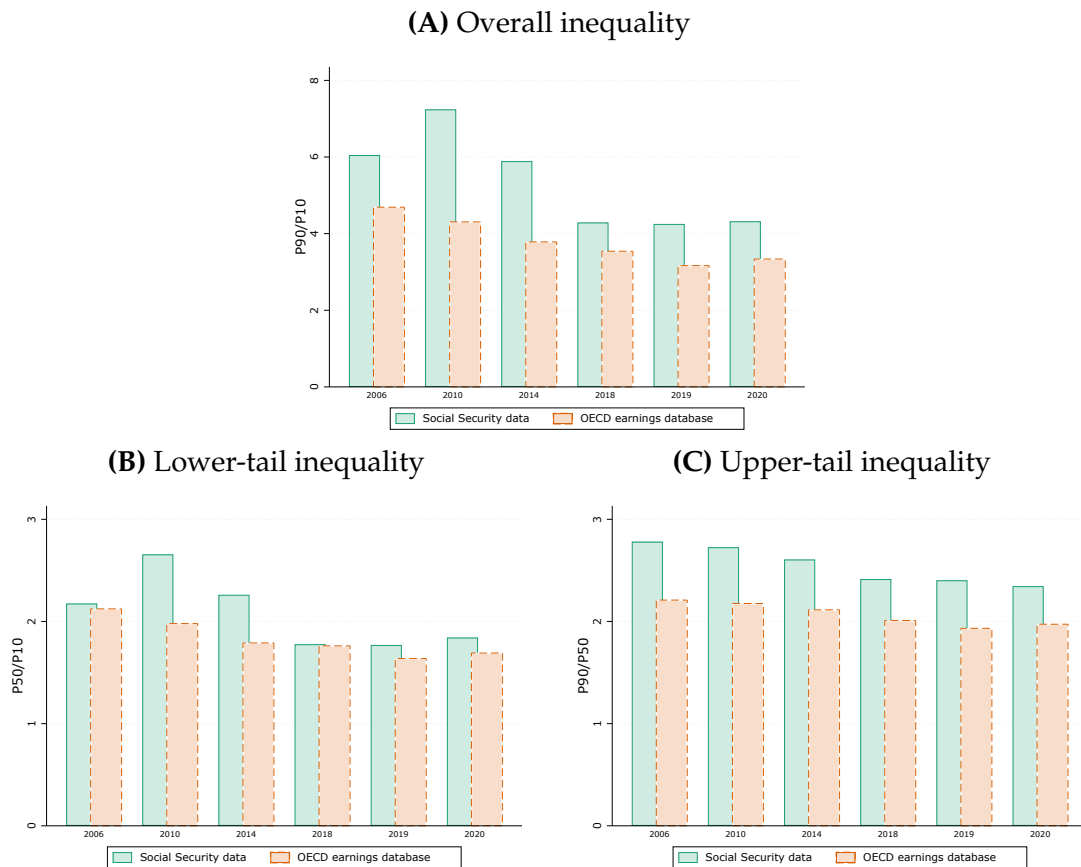 (A) Overall inequality
8
6
4
2
0
P90/P10
2006 2010 2014 2018 2019 2020
Social Security data OECD earnings database
(B) Lower-tail inequality
3
2
1
0
P50/P10
2006 2010 2014 2018 2019 2020
Social Security data OECD earnings database
(C) Upper-tail inequality
3
2
1
0
P90/P50
2006 2010 2014 2018 2019 2020
Social Security data OECD earnings database